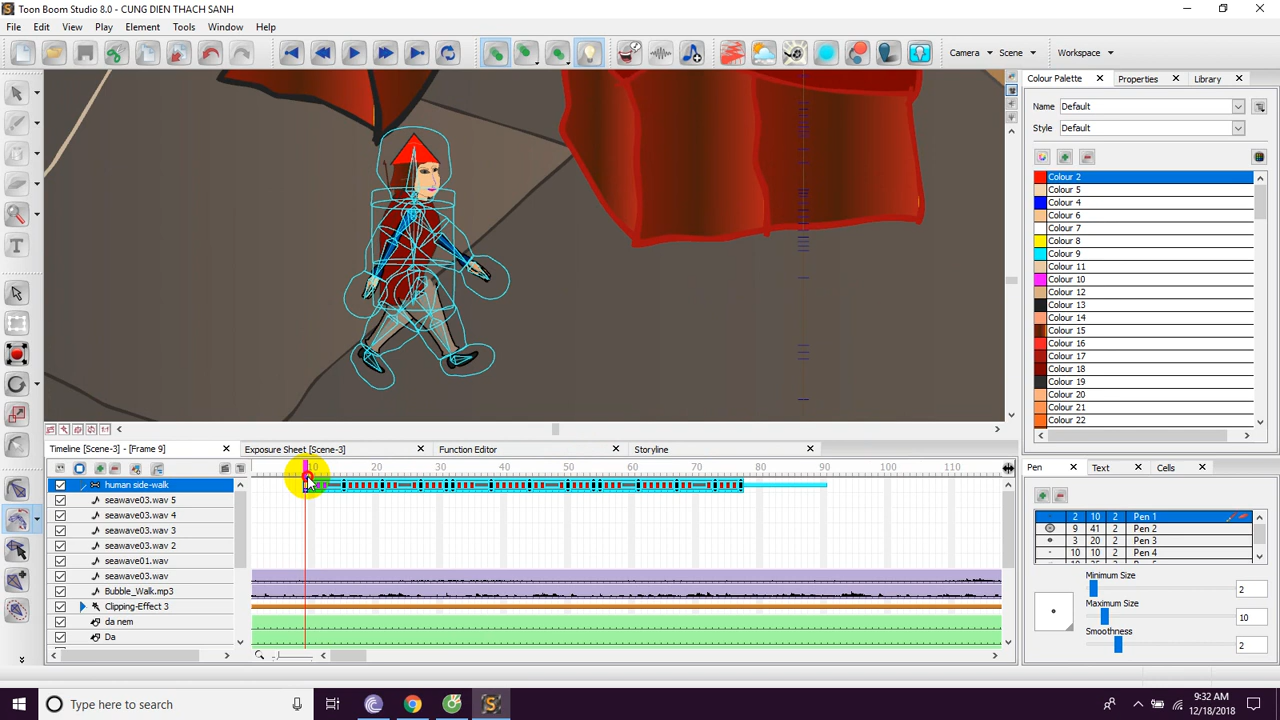 Toon Boom Studio 8.0 - CUNG DIEN THACH SANH
File Edit View Play Element Tools Window Help
Camera Scene Workspace
Colour Palette Properties Library
Name Default
Style Default
Colour 2
Colour 5
Colour 4
Colour 6
Colour 7
Colour 8
Colour 9
Colour 11
Colour 10
Colour 12
Colour 13
Colour 14
Colour 15
Colour 16
Colour 17
Colour 18
Colour 19
Colour 20
Colour 21
Colour 22
Timeline [Scene-3] - [Frame 9] Exposure Sheet [Scene-3] Function Editor Storyline
10 20 30 40 50 60 70 80 90 100 110
human side-walk
seawave03.wav 5
seawave03.wav 4
seawave03.wav 3
seawave03.wav 2
seawave01.wav
seawave03.wav
Bubble_Walk.mp3
Clipping-Effect 3
da nem
Da
Pen Text Cells
2 10 2 Pen 1
9 41 2 Pen 2
3 20 2 Pen 3
10 10 2 Pen 4
Minimum Size
2
Maximum Size
10
Smoothness
2
Type here to search
9:32 AM
12/18/2018